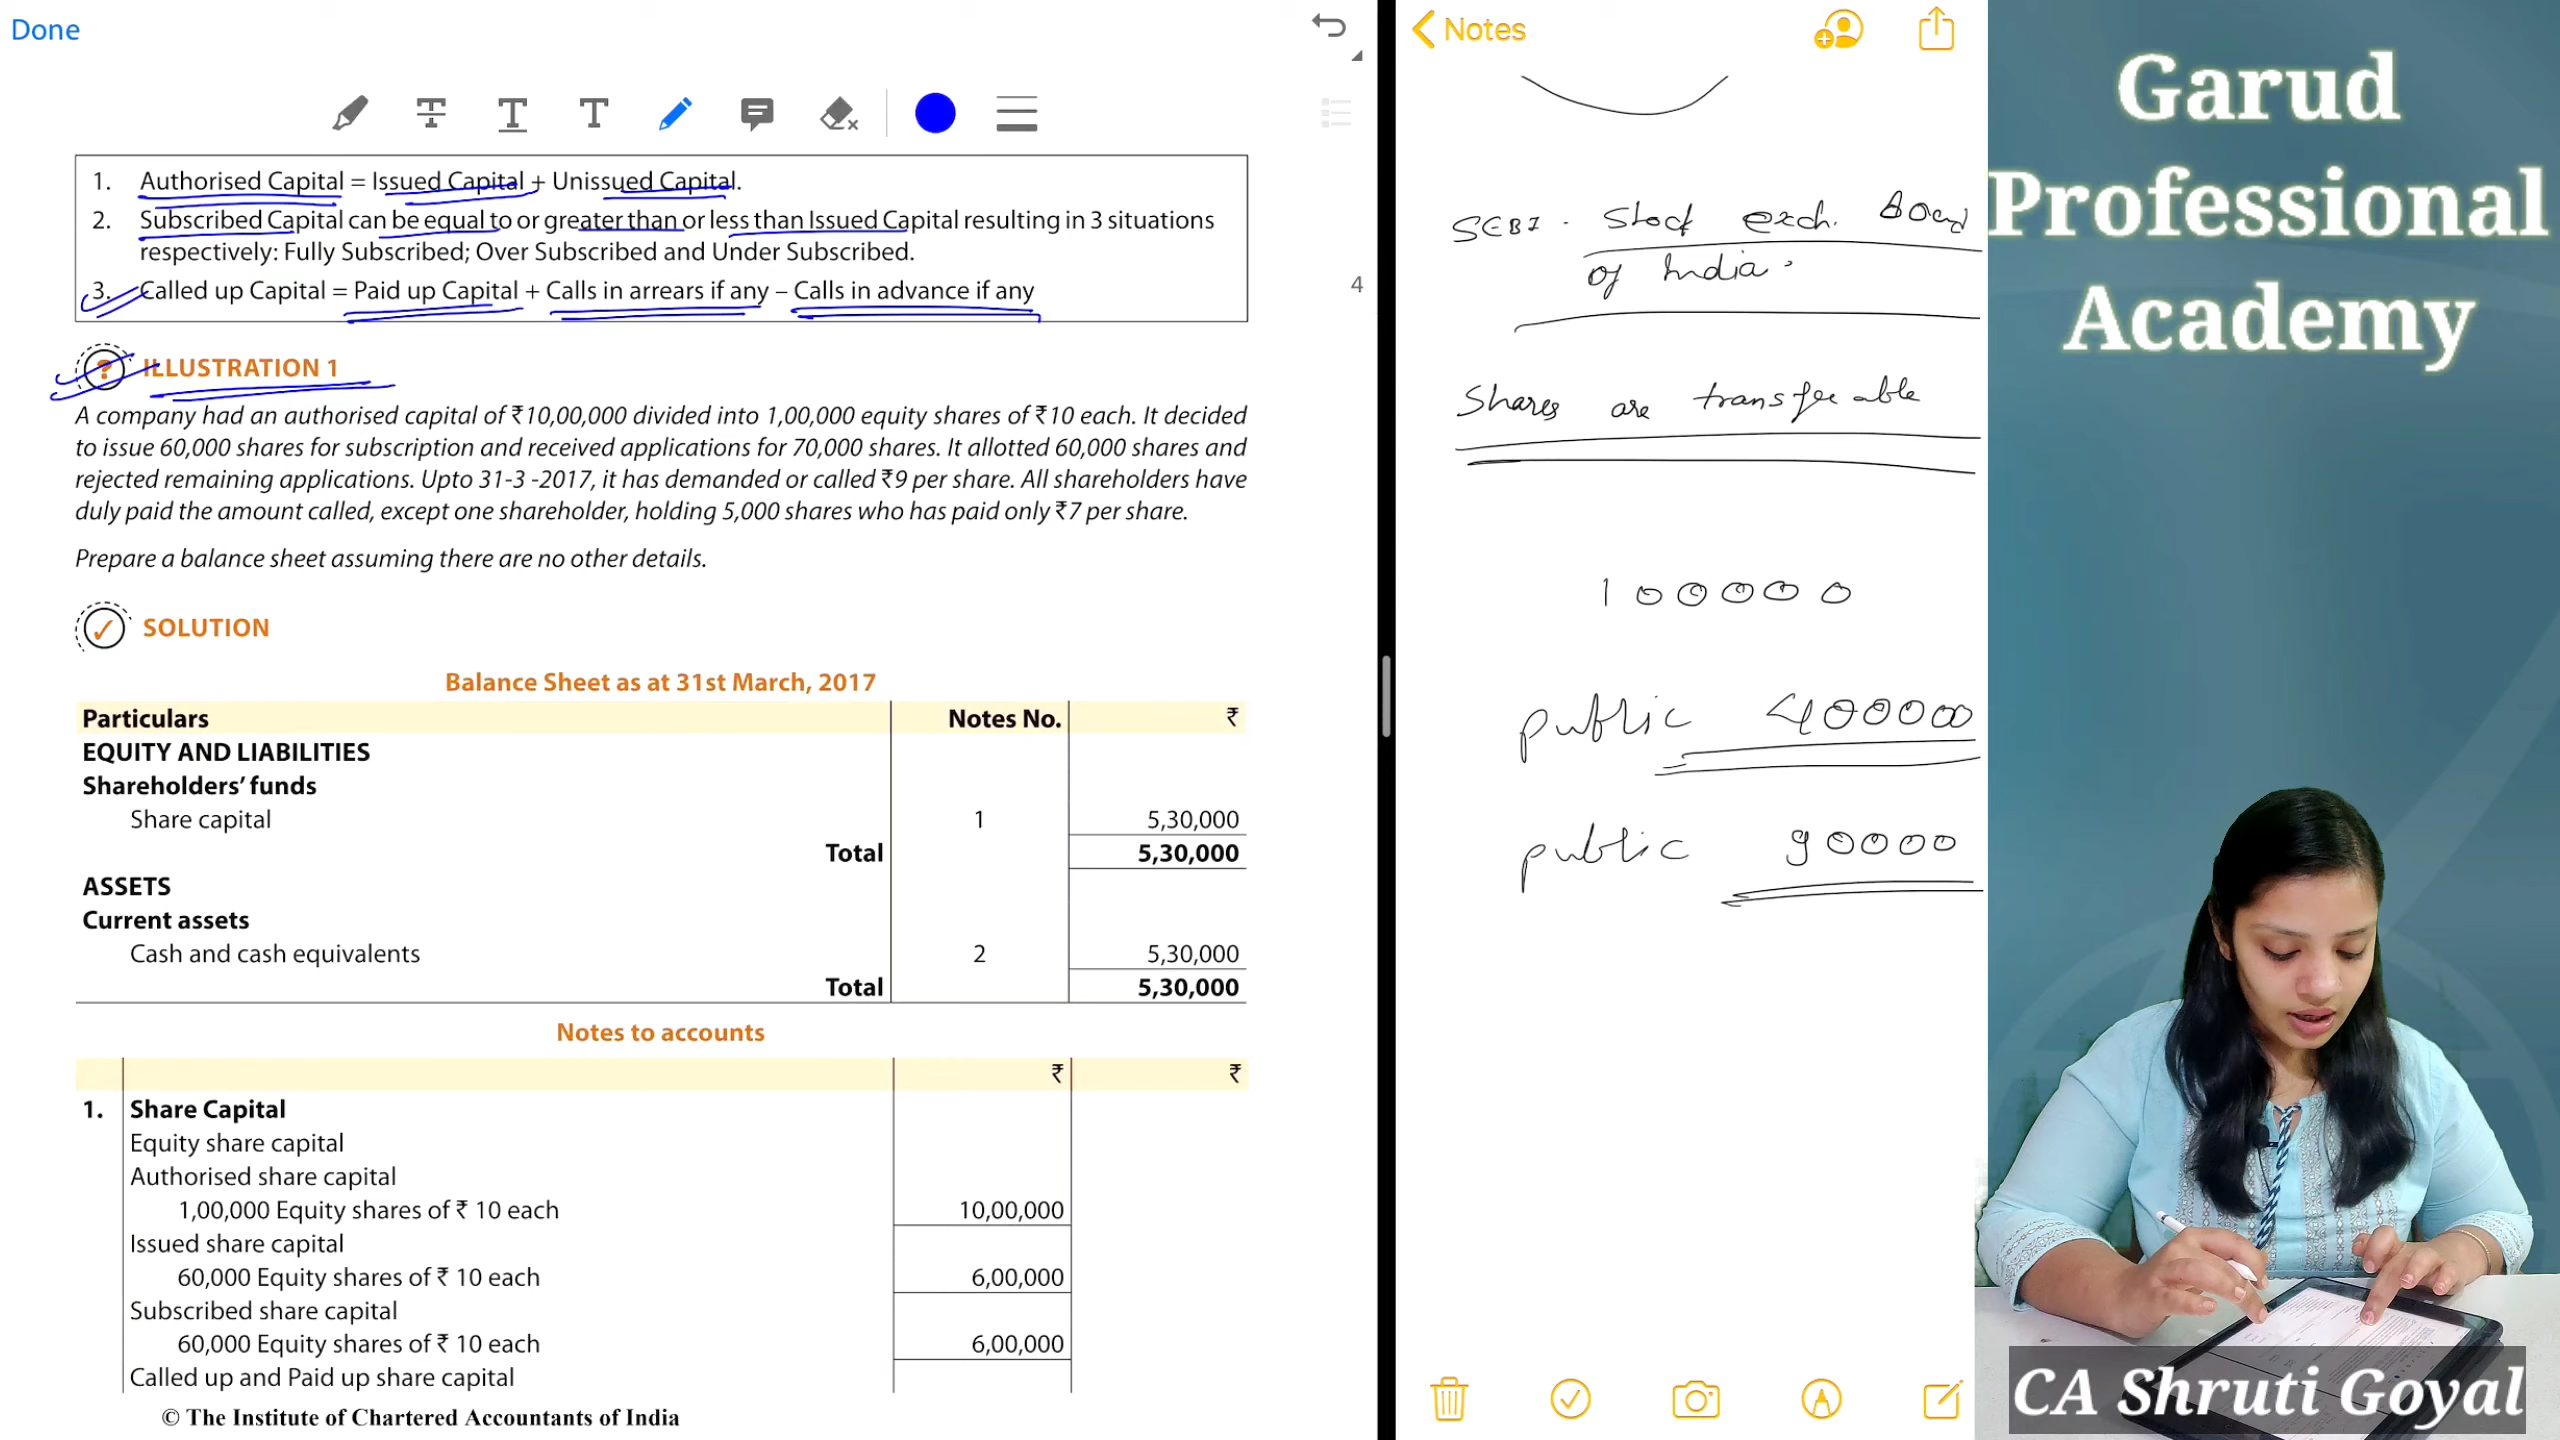 Done
Notes
1. Authorised Capital = Issued Capital + Unissued Capital.
2. Subscribed Capital can be equal to or greater than or less than Issued Capital resulting in 3 situations
respectively: Fully Subscribed; Over Subscribed and Under Subscribed.
3. Called up Capital = Paid up Capital + Calls in arrears if any – Calls in advance if any
4
ILLUSTRATION 1
A company had an authorised capital of ₹10,00,000 divided into 1,00,000 equity shares of ₹10 each. It decided
to issue 60,000 shares for subscription and received applications for 70,000 shares. It allotted 60,000 shares and
rejected remaining applications. Upto 31-3 -2017, it has demanded or called ₹9 per share. All shareholders have
duly paid the amount called, except one shareholder, holding 5,000 shares who has paid only ₹7 per share.
Prepare a balance sheet assuming there are no other details.
SOLUTION
Balance Sheet as at 31st March, 2017
Particulars Notes No. ₹
EQUITY AND LIABILITIES
Shareholders' funds
Share capital 1 5,30,000
Total 5,30,000
ASSETS
Current assets
Cash and cash equivalents 2 5,30,000
Total 5,30,000
Notes to accounts
₹ ₹
1. Share Capital
Equity share capital
Authorised share capital
1,00,000 Equity shares of ₹ 10 each 10,00,000
Issued share capital
60,000 Equity shares of ₹ 10 each 6,00,000
Subscribed share capital
60,000 Equity shares of ₹ 10 each 6,00,000
Called up and Paid up share capital
© The Institute of Chartered Accountants of India
SEBI - Stock exch. Board
of India
Shares are transferable
100000
public 400000
public 90000
Garud
Professional
Academy
CA Shruti Goyal